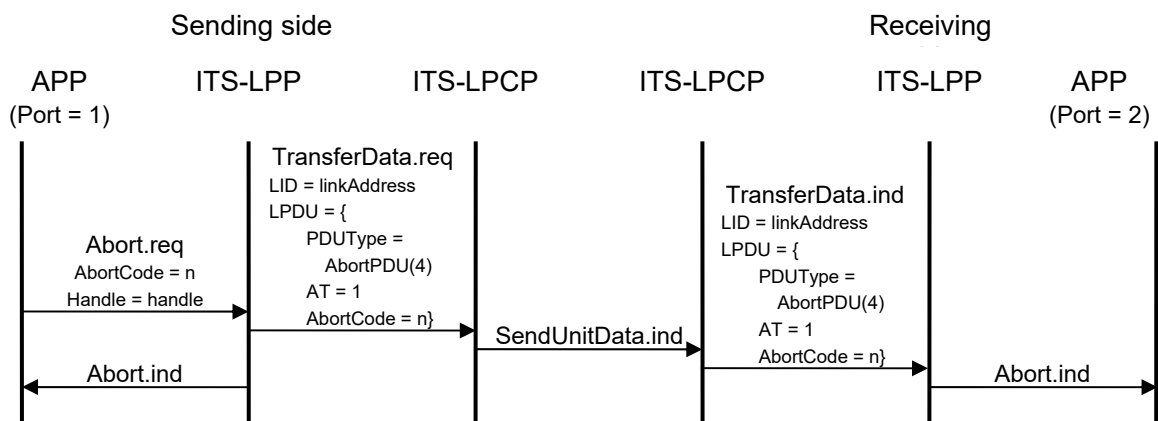 Sending side
Receiving
APP
(Port = 1)
ITS-LPP
ITS-LPCP
ITS-LPCP
ITS-LPP
APP
(Port = 2)
TransferData.req
LID = linkAddress
LPDU = {
PDUType =
AbortPDU(4)
AT = 1
AbortCode = n}
Abort.req
AbortCode = n
Handle = handle
TransferData.ind
LID = linkAddress
LPDU = {
PDUType =
AbortPDU(4)
AT = 1
AbortCode = n}
SendUnitData.ind
Abort.ind
Abort.ind